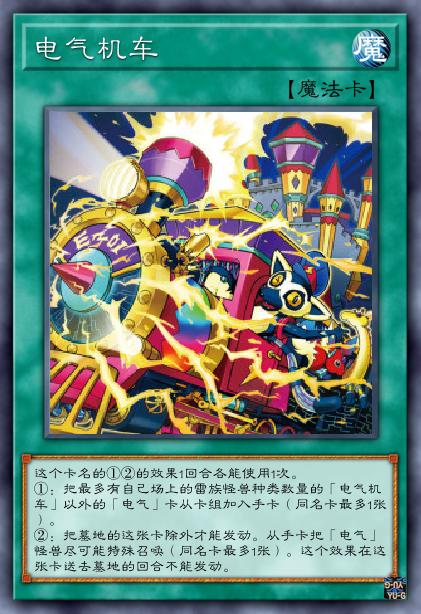 电气机车
魔
【魔法卡】
这个卡名的①②的效果1回合各能使用1次。
①：把最多有自己场上的雷族怪兽种类数量的「电气机
车」以外的「电气」卡从卡组加入手卡（同名卡最多1张
）。
②：把墓地的这张卡除外才能发动。从手卡把「电气」
怪兽尽可能特殊召唤（同名卡最多1张）。这个效果在这
张卡送去墓地的回合不能发动。